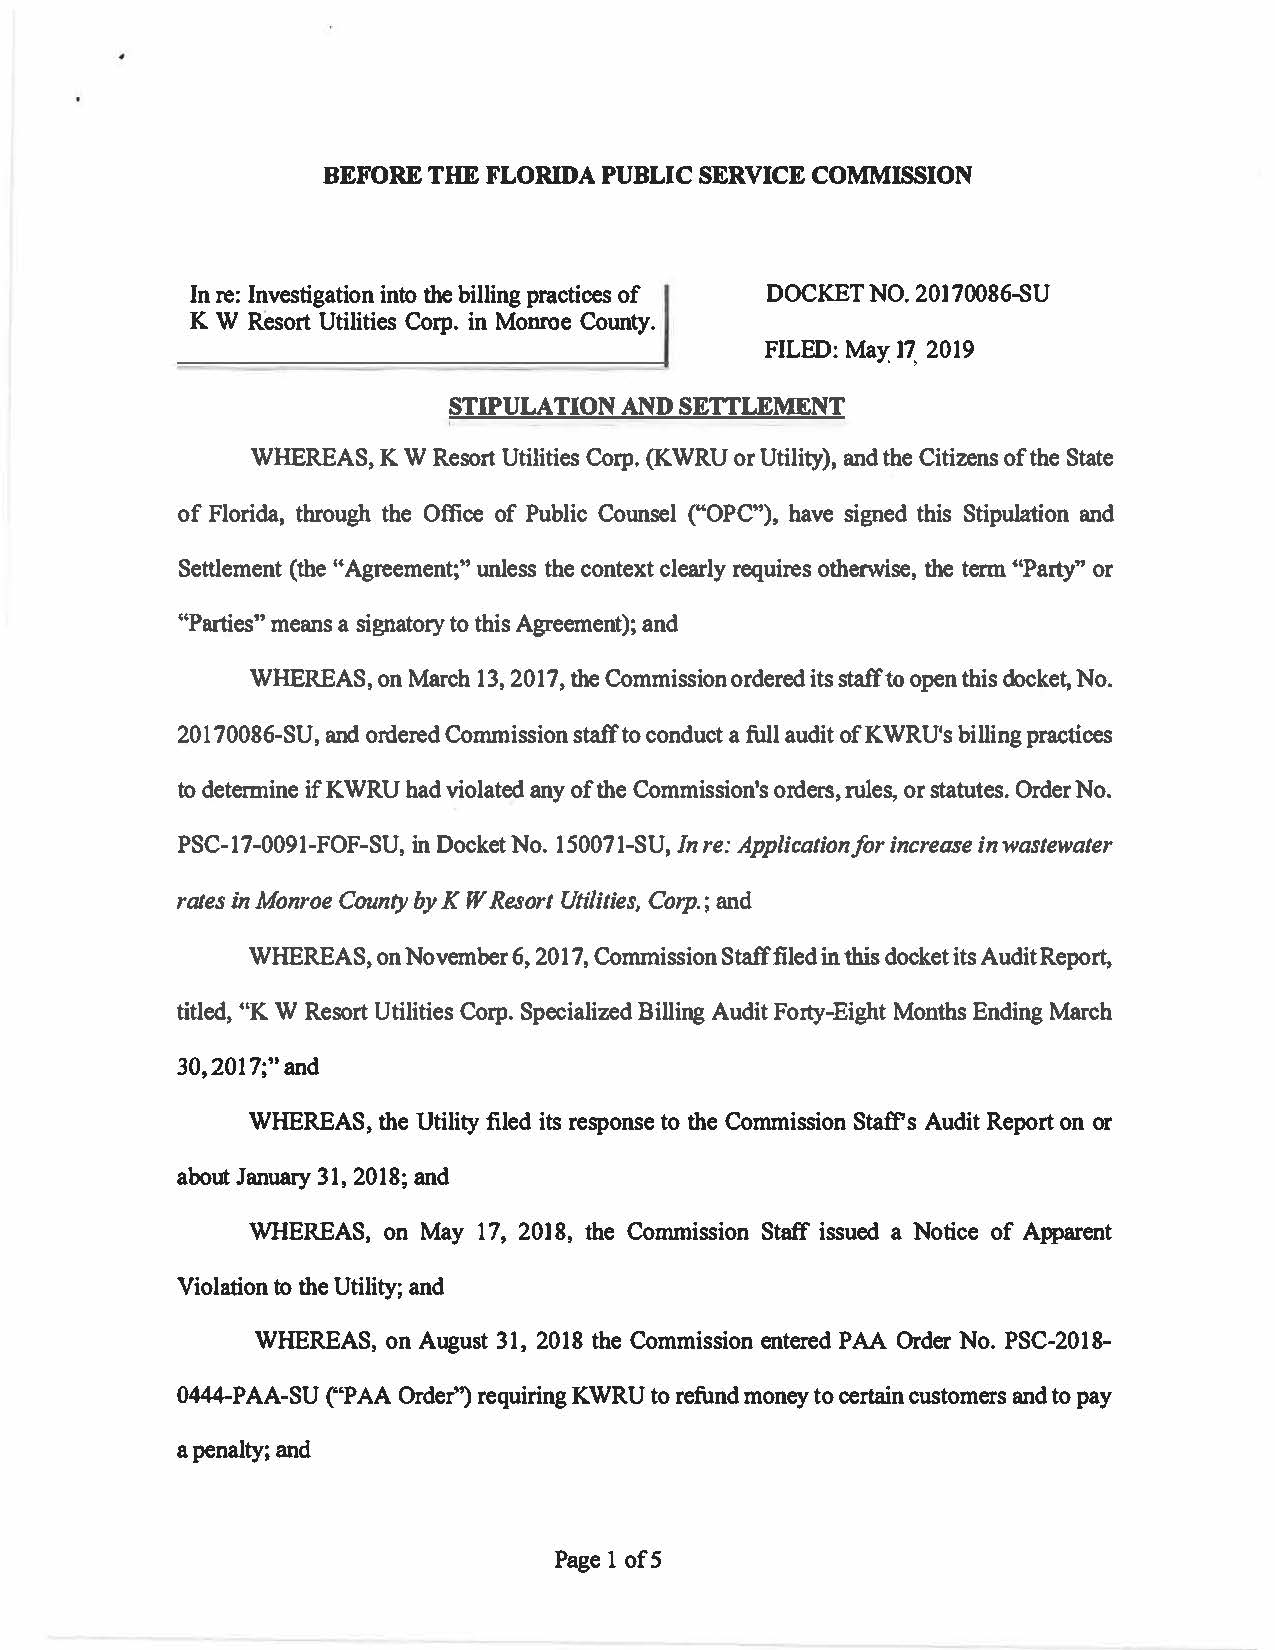 BEFORE THE FLORIDA PUBLIC SERVICE COMMISSION
In re: Investigation into the billing practices of
K W Resort Utilities Corp. in Monroe County.
DOCKET NO. 20170086-SU
FILED: May 17, 2019
STIPULATION AND SETTLEMENT
WHEREAS, K W Resort Utilities Corp. (KWRU or Utility), and the Citizens of the State
of Florida, through the Office of Public Counsel (“OPC”), have signed this Stipulation and
Settlement (the “Agreement;” unless the context clearly requires otherwise, the term “Party” or
“Parties” means a signatory to this Agreement); and
WHEREAS, on March 13, 2017, the Commission ordered its staff to open this docket, No.
20170086-SU, and ordered Commission staff to conduct a full audit of KWRU's billing practices
to determine if KWRU had violated any of the Commission's orders, rules, or statutes. Order No.
PSC-17-0091-FOF-SU, in Docket No. 150071-SU, In re: Application for increase in wastewater
rates in Monroe County by K W Resort Utilities, Corp.; and
WHEREAS, on November 6, 2017, Commission Staff filed in this docket its Audit Report,
titled, “K W Resort Utilities Corp. Specialized Billing Audit Forty-Eight Months Ending March
30, 2017;” and
WHEREAS, the Utility filed its response to the Commission Staff's Audit Report on or
about January 31, 2018; and
WHEREAS, on May 17, 2018, the Commission Staff issued a Notice of Apparent
Violation to the Utility; and
WHEREAS, on August 31, 2018 the Commission entered PAA Order No. PSC-2018-
0444-PAA-SU (“PAA Order”) requiring KWRU to refund money to certain customers and to pay
a penalty; and
Page 1 of 5